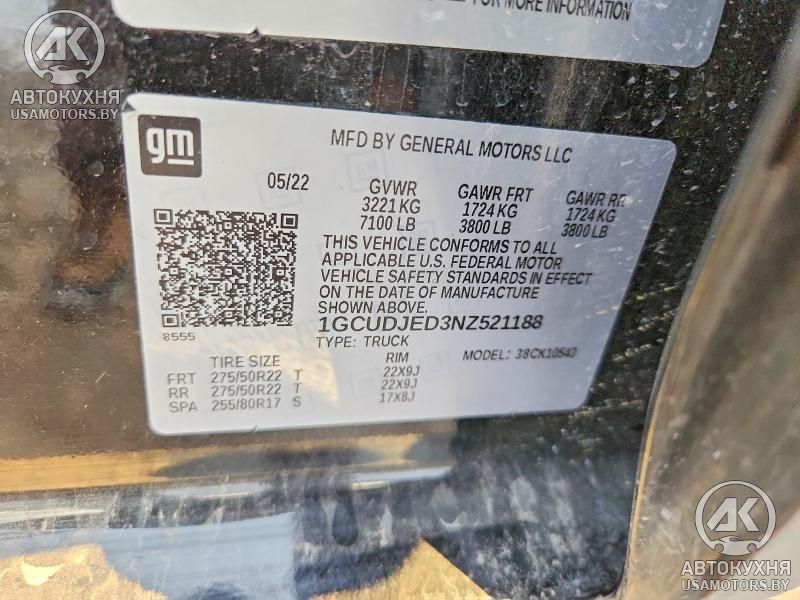 FOR MORE INFORMATION
АК
АВТОКУХНЯ
USAMOTORS.BY
gm
MFD BY GENERAL MOTORS LLC
05/22
GVWR GAWR FRT GAWR RR
3221 KG 1724 KG 1724 KG
7100 LB 3800 LB 3800 LB
THIS VEHICLE CONFORMS TO ALL
APPLICABLE U.S. FEDERAL MOTOR
VEHICLE SAFETY STANDARDS IN EFFECT
ON THE DATE OF MANUFACTURE
SHOWN ABOVE.
8555
1GCUDJED3NZ521188
TYPE: TRUCK MODEL: 38CK10543
TIRE SIZE RIM
FRT 275/50R22 T 22X9J
RR 275/50R22 T 22X9J
SPA 255/80R17 S 17X8J
АК
АВТОКУХНЯ
USAMOTORS.BY